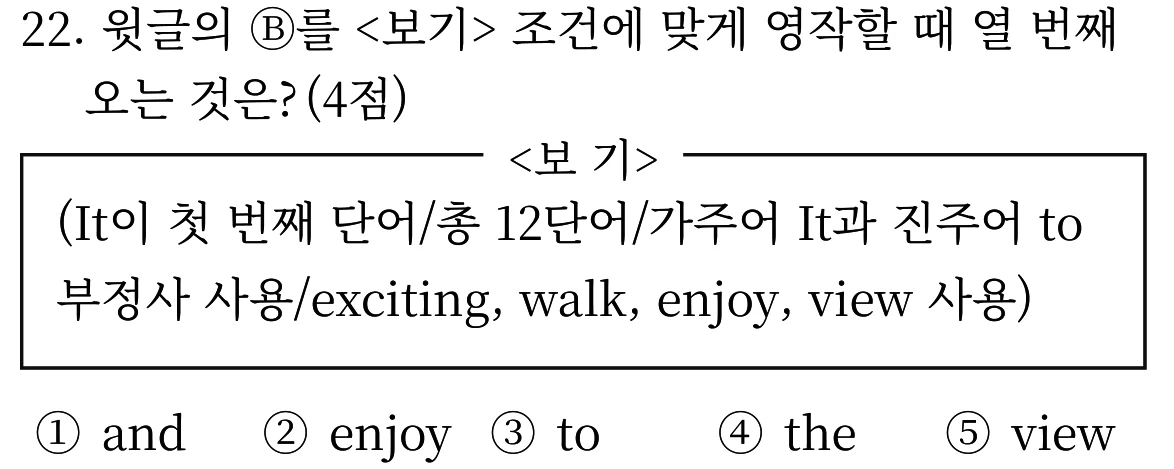 22. 윗글의 Ⓑ를 <보기> 조건에 맞게 영작할 때 열 번째
오는 것은?(4점)
<보 기>
(It이 첫 번째 단어/총 12단어/가주어 It과 진주어 to
부정사 사용/exciting, walk, enjoy, view 사용)
① and ② enjoy ③ to ④ the ⑤ view